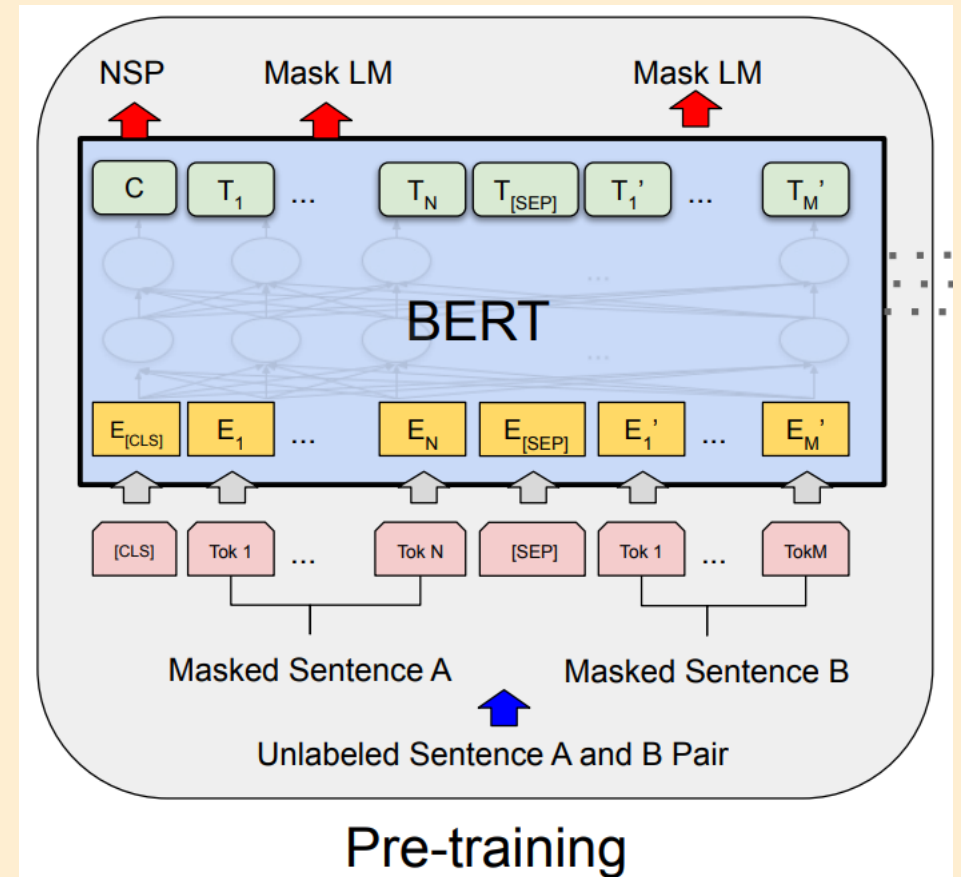 NSP Mask LM Mask LM
C T1 ... TN T[SEP] T1' ... TM'
...
BERT
...
E[CLS] E1 ... EN E[SEP] E1' ... EM'
[CLS] Tok 1 ... Tok N [SEP] Tok 1 ... TokM
Masked Sentence A Masked Sentence B
Unlabeled Sentence A and B Pair
Pre-training